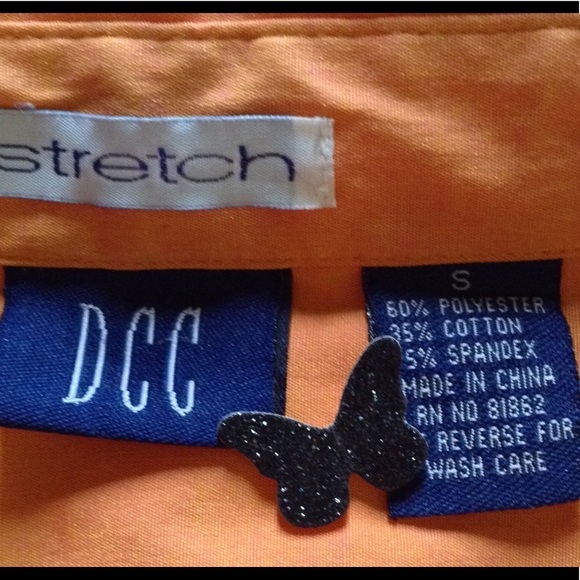 stretch
DCC
S
60% POLYESTER
35% COTTON
5% SPANDEX
MADE IN CHINA
RN NO 81862
REVERSE FOR
WASH CARE